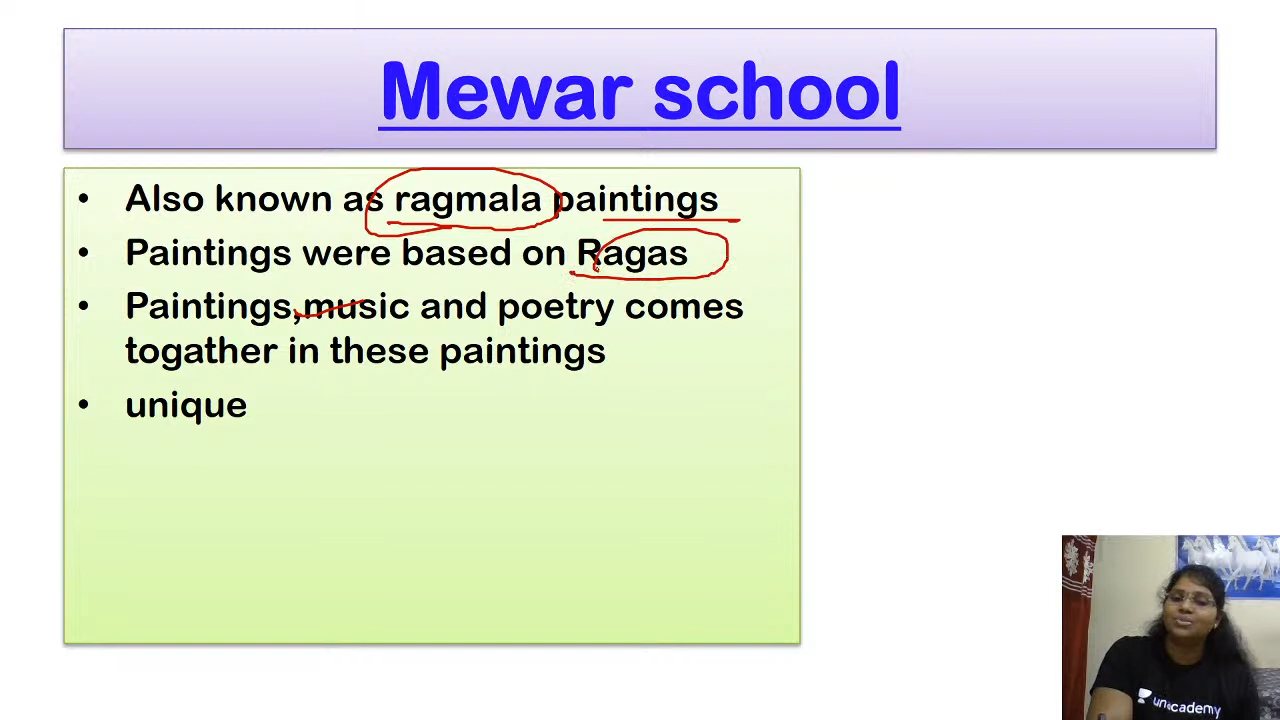 Mewar school
• Also known as ragmala paintings
• Paintings were based on Ragas
• Paintings,music and poetry comes
togather in these paintings
• unique
unacademy